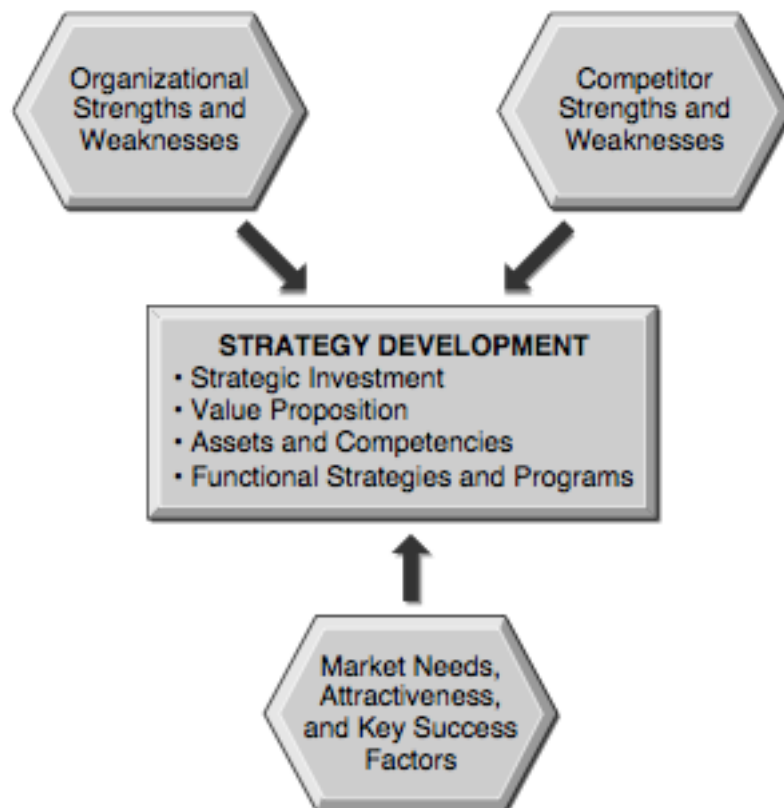 Organizational
Strengths and
Weaknesses
Competitor
Strengths and
Weaknesses
STRATEGY DEVELOPMENT
• Strategic Investment
• Value Proposition
• Assets and Competencies
• Functional Strategies and Programs
Market Needs,
Attractiveness,
and Key Success
Factors